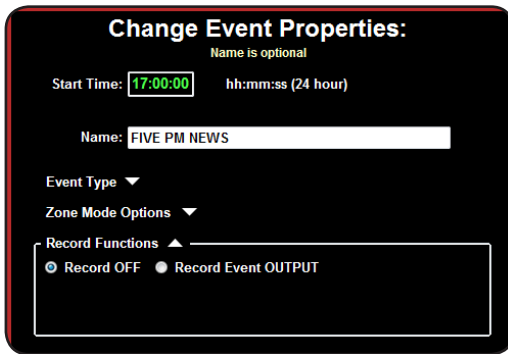 Change Event Properties:
Name is optional
Start Time: 17:00:00 hh:mm:ss (24 hour)
Name: FIVE PM NEWS
Event Type
Zone Mode Options
Record Functions
Record OFF Record Event OUTPUT